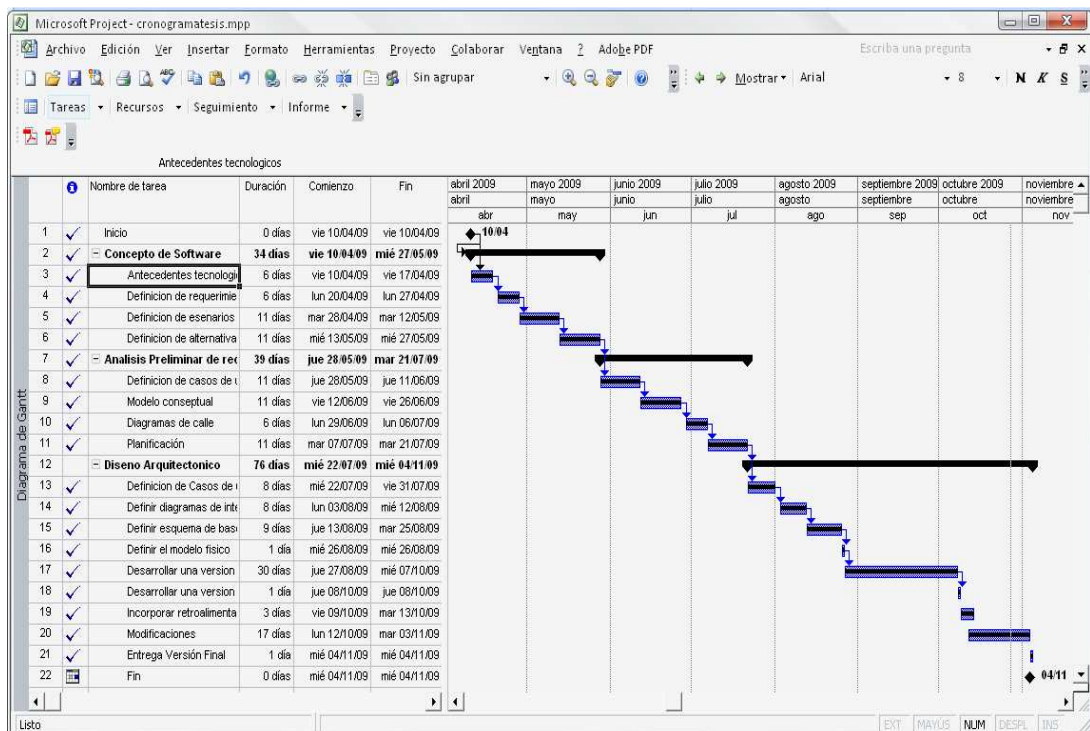 Microsoft Project - cronogramatesis.mpp
Archivo Edición Ver Insertar Formato Herramientas Proyecto Colaborar Ventana ? Adobe PDF Escriba una pregunta
Sin agrupar Mostrar Arial 8 N K S
Tareas Recursos Seguimiento Informe
Antecedentes tecnologicos
Nombre de tarea Duración Comienzo Fin abril 2009 mayo 2009 junio 2009 julio 2009 agosto 2009 septiembre 2009 octubre 2009 noviembre
abril mayo junio julio agosto septiembre octubre noviembre
abr may jun jul ago sep oct nov
1 Inicio 0 días vie 10/04/09 vie 10/04/09 10/04
2 Concepto de Software 34 días vie 10/04/09 mié 27/05/09
3 Antecedentes tecnologi 6 días vie 10/04/09 vie 17/04/09
4 Definicion de requerimie 6 días lun 20/04/09 lun 27/04/09
5 Definicion de esenarios 11 días mar 28/04/09 mar 12/05/09
6 Definicion de alternativa 11 días mié 13/05/09 mié 27/05/09
7 Analisis Preliminar de rec 39 días jue 28/05/09 mar 21/07/09
8 Definicion de casos de u 11 días jue 28/05/09 jue 11/06/09
9 Modelo conseptual 11 días vie 12/06/09 vie 26/06/09
10 Diagramas de calle 6 días lun 29/06/09 lun 06/07/09
11 Planificación 11 días mar 07/07/09 mar 21/07/09
12 Diseno Arquitectonico 76 días mié 22/07/09 mié 04/11/09
13 Definicion de Casos de 8 días mié 22/07/09 vie 31/07/09
14 Definir diagramas de inte 8 días lun 03/08/09 mié 12/08/09
15 Definir esquema de bas 9 días jue 13/08/09 mar 25/08/09
16 Definir el modelo fisico 1 día mié 26/08/09 mié 26/08/09
17 Desarrollar una version 30 días jue 27/08/09 mié 07/10/09
18 Desarrollar una version 1 día jue 08/10/09 jue 08/10/09
19 Incorporar retroalimenta 3 días vie 09/10/09 mar 13/10/09
20 Modificaciones 17 días lun 12/10/09 mar 03/11/09
21 Entrega Versión Final 1 día mié 04/11/09 mié 04/11/09
22 Fin 0 días mié 04/11/09 mié 04/11/09 04/11
Diagrama de Gantt
Listo EXT MAYÚS NUM DESPL INS